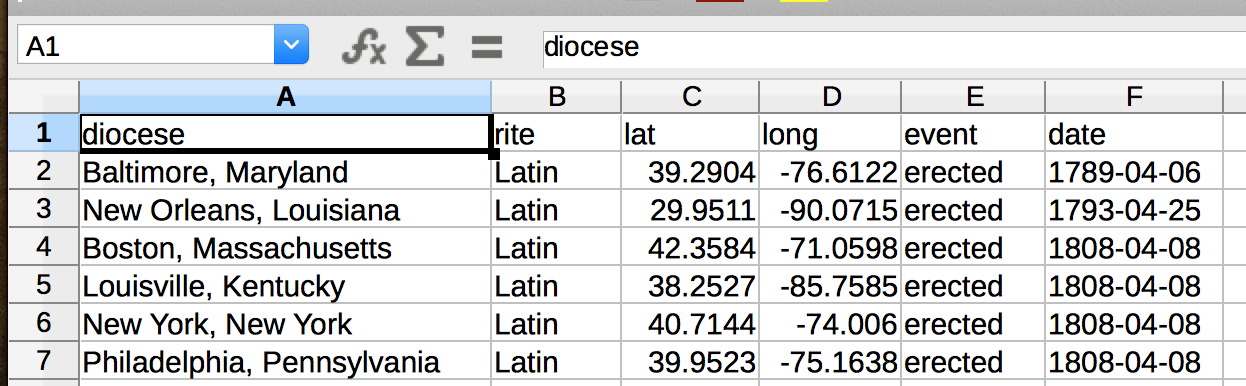 A1 fx Σ = diocese
A B C D E F
1 diocese rite lat long event date
2 Baltimore, Maryland Latin 39.2904 -76.6122 erected 1789-04-06
3 New Orleans, Louisiana Latin 29.9511 -90.0715 erected 1793-04-25
4 Boston, Massachusetts Latin 42.3584 -71.0598 erected 1808-04-08
5 Louisville, Kentucky Latin 38.2527 -85.7585 erected 1808-04-08
6 New York, New York Latin 40.7144 -74.006 erected 1808-04-08
7 Philadelphia, Pennsylvania Latin 39.9523 -75.1638 erected 1808-04-08